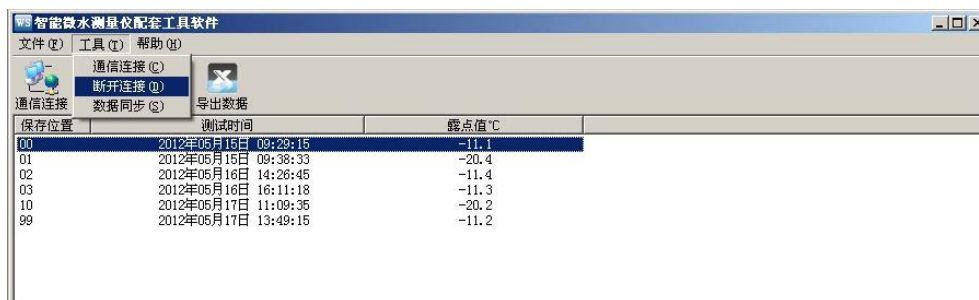 WS 智能微水测量仪配套工具软件
文件(F) 工具(T) 帮助(H)
通信连接(C)
断开连接(D)
数据同步(S)
通信连接 导出数据
保存位置 测试时间 露点值℃
00 2012年05月15日 09:29:15 -11.1
01 2012年05月15日 09:38:33 -20.4
02 2012年05月16日 14:26:45 -11.4
03 2012年05月16日 16:11:18 -11.3
10 2012年05月17日 11:09:35 -20.2
99 2012年05月17日 13:49:15 -11.2